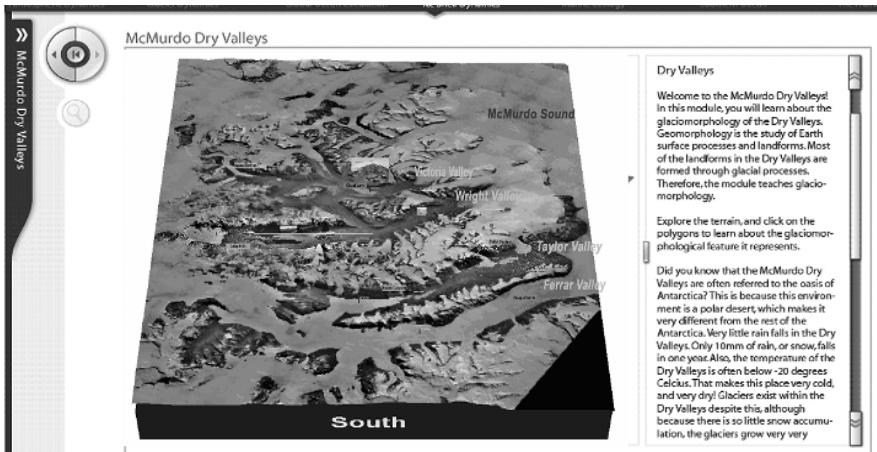 McMurdo Dry Valleys
McMurdo Dry Valleys
McMurdo Sound
Victoria Valley
Wright Valley
Taylor Valley
Ferrar Valley
South
Dry Valleys
Welcome to the McMurdo Dry Valleys!
In this module, you will learn about the
glaciomorphology of the Dry Valleys.
Geomorphology is the study of Earth
surface processes and landforms. Most
of the landforms in the Dry Valleys are
formed through glacial processes.
Therefore, the module teaches glacio-
morphology.
Explore the terrain, and click on the
polygons to learn about the glaciomor-
phological feature it represents.
Did you know that the McMurdo Dry
Valleys are often referred to the oasis of
Antarctica? This is because this environ-
ment is a polar desert, which makes it
very different from the rest of the
Antarctica. Very little rain falls in the Dry
Valleys. Only 10mm of rain, or snow, falls
in one year. Also, the temperature of the
Dry Valleys is often below -20 degrees
Celcius. That makes this place very cold,
and very dry! Glaciers exist within the
Dry Valleys despite this, although
because there is so little snow accumu-
lation, the glaciers grow very very